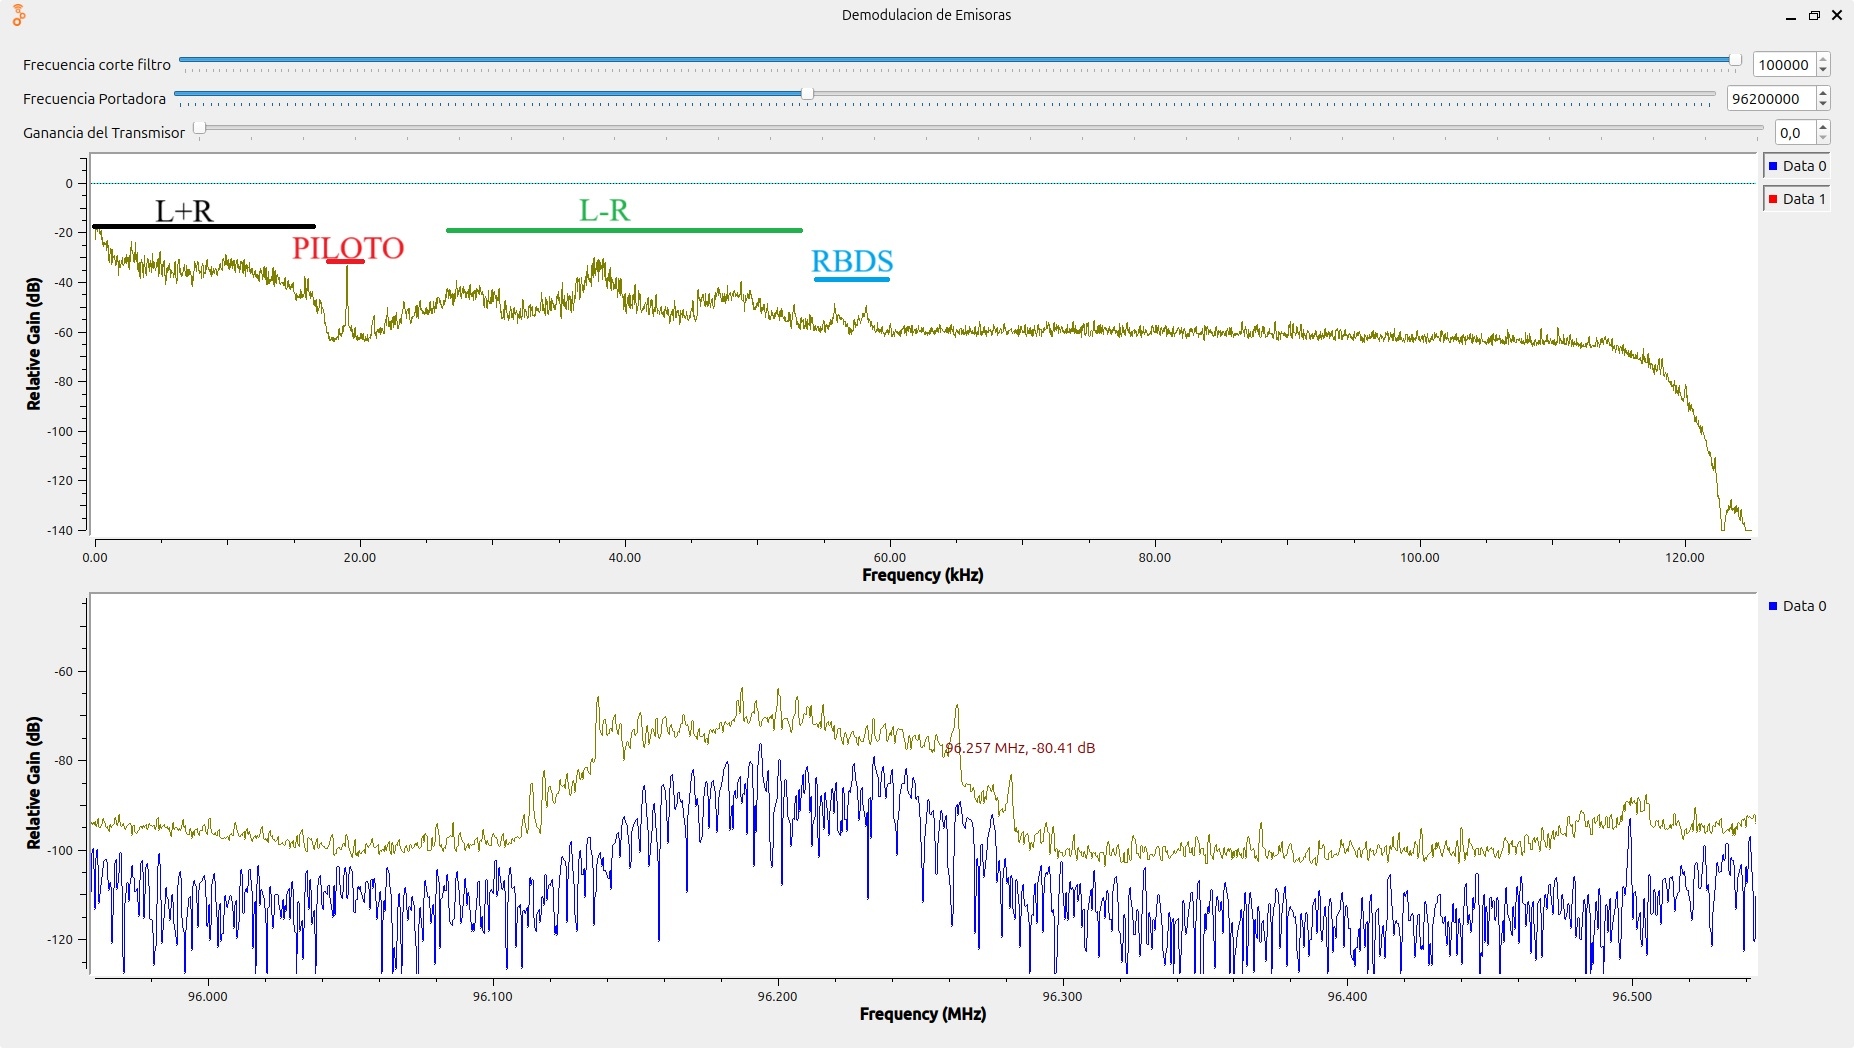 Demodulacion de Emisoras
Frecuencia corte filtro 100000
Frecuencia Portadora 96200000
Ganancia del Transmisor 0,0
Data 0
Data 1
L+R
L-R
PILOTO
RBDS
Relative Gain (dB)
0
-20
-40
-60
-80
-100
-120
-140
0.00 20.00 40.00 60.00 80.00 100.00 120.00
Frequency (kHz)
Data 0
96.257 MHz, -80.41 dB
Relative Gain (dB)
-60
-80
-100
-120
96.000 96.100 96.200 96.300 96.400 96.500
Frequency (MHz)